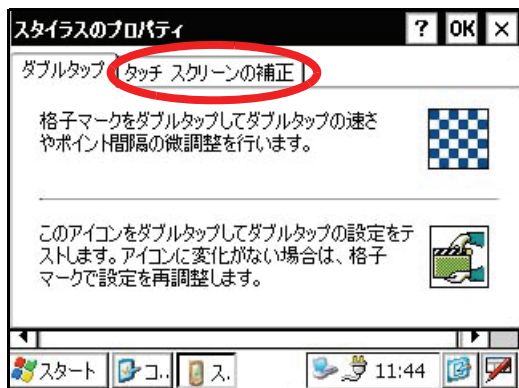 スタイラスのプロパティ ? OK ×
ダブルタップ タッチ スクリーンの補正
格子マークをダブルタップしてダブルタップの速さ
やポイント間隔の微調整を行います。
このアイコンをダブルタップしてダブルタップの設定をテ
ストします。アイコンに変化がない場合は、格子
マークで設定を再調整します。
スタート コ.. ス. 11:44